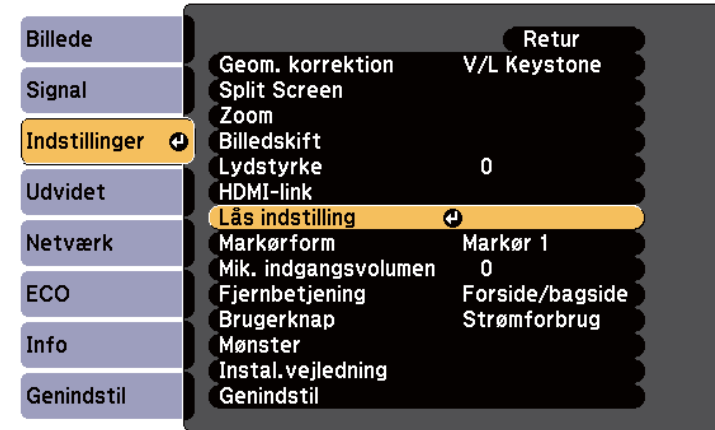 Billede
Signal
Indstillinger
Udvidet
Netværk
ECO
Info
Genindstil
Retur
Geom. korrektion V/L Keystone
Split Screen
Zoom
Billedskift
Lydstyrke 0
HDMI-link
Lås indstilling
Markørform Markør 1
Mik. indgangsvolumen 0
Fjernbetjening Forside/bagside
Brugerknap Strømforbrug
Mønster
Instal.vejledning
Genindstil